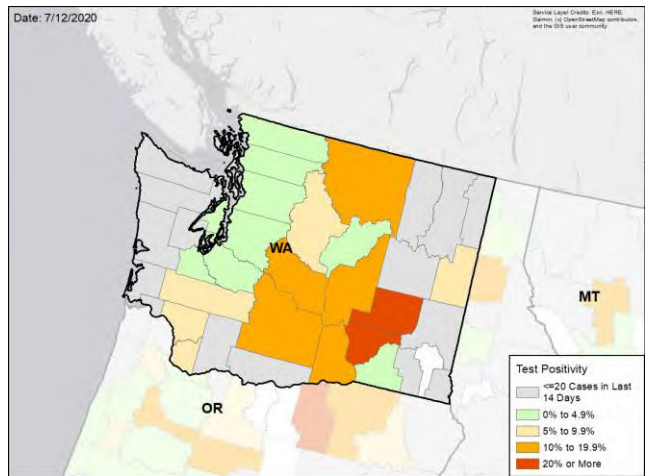 Date: 7/12/2020
Service Layer Credits: Esri, HERE,
Garmin, (c) OpenStreetMap contributors,
and the GIS user community
WA
MT
OR
Test Positivity
<=20 Cases in Last
14 Days
0% to 4.9%
5% to 9.9%
10% to 19.9%
20% or More